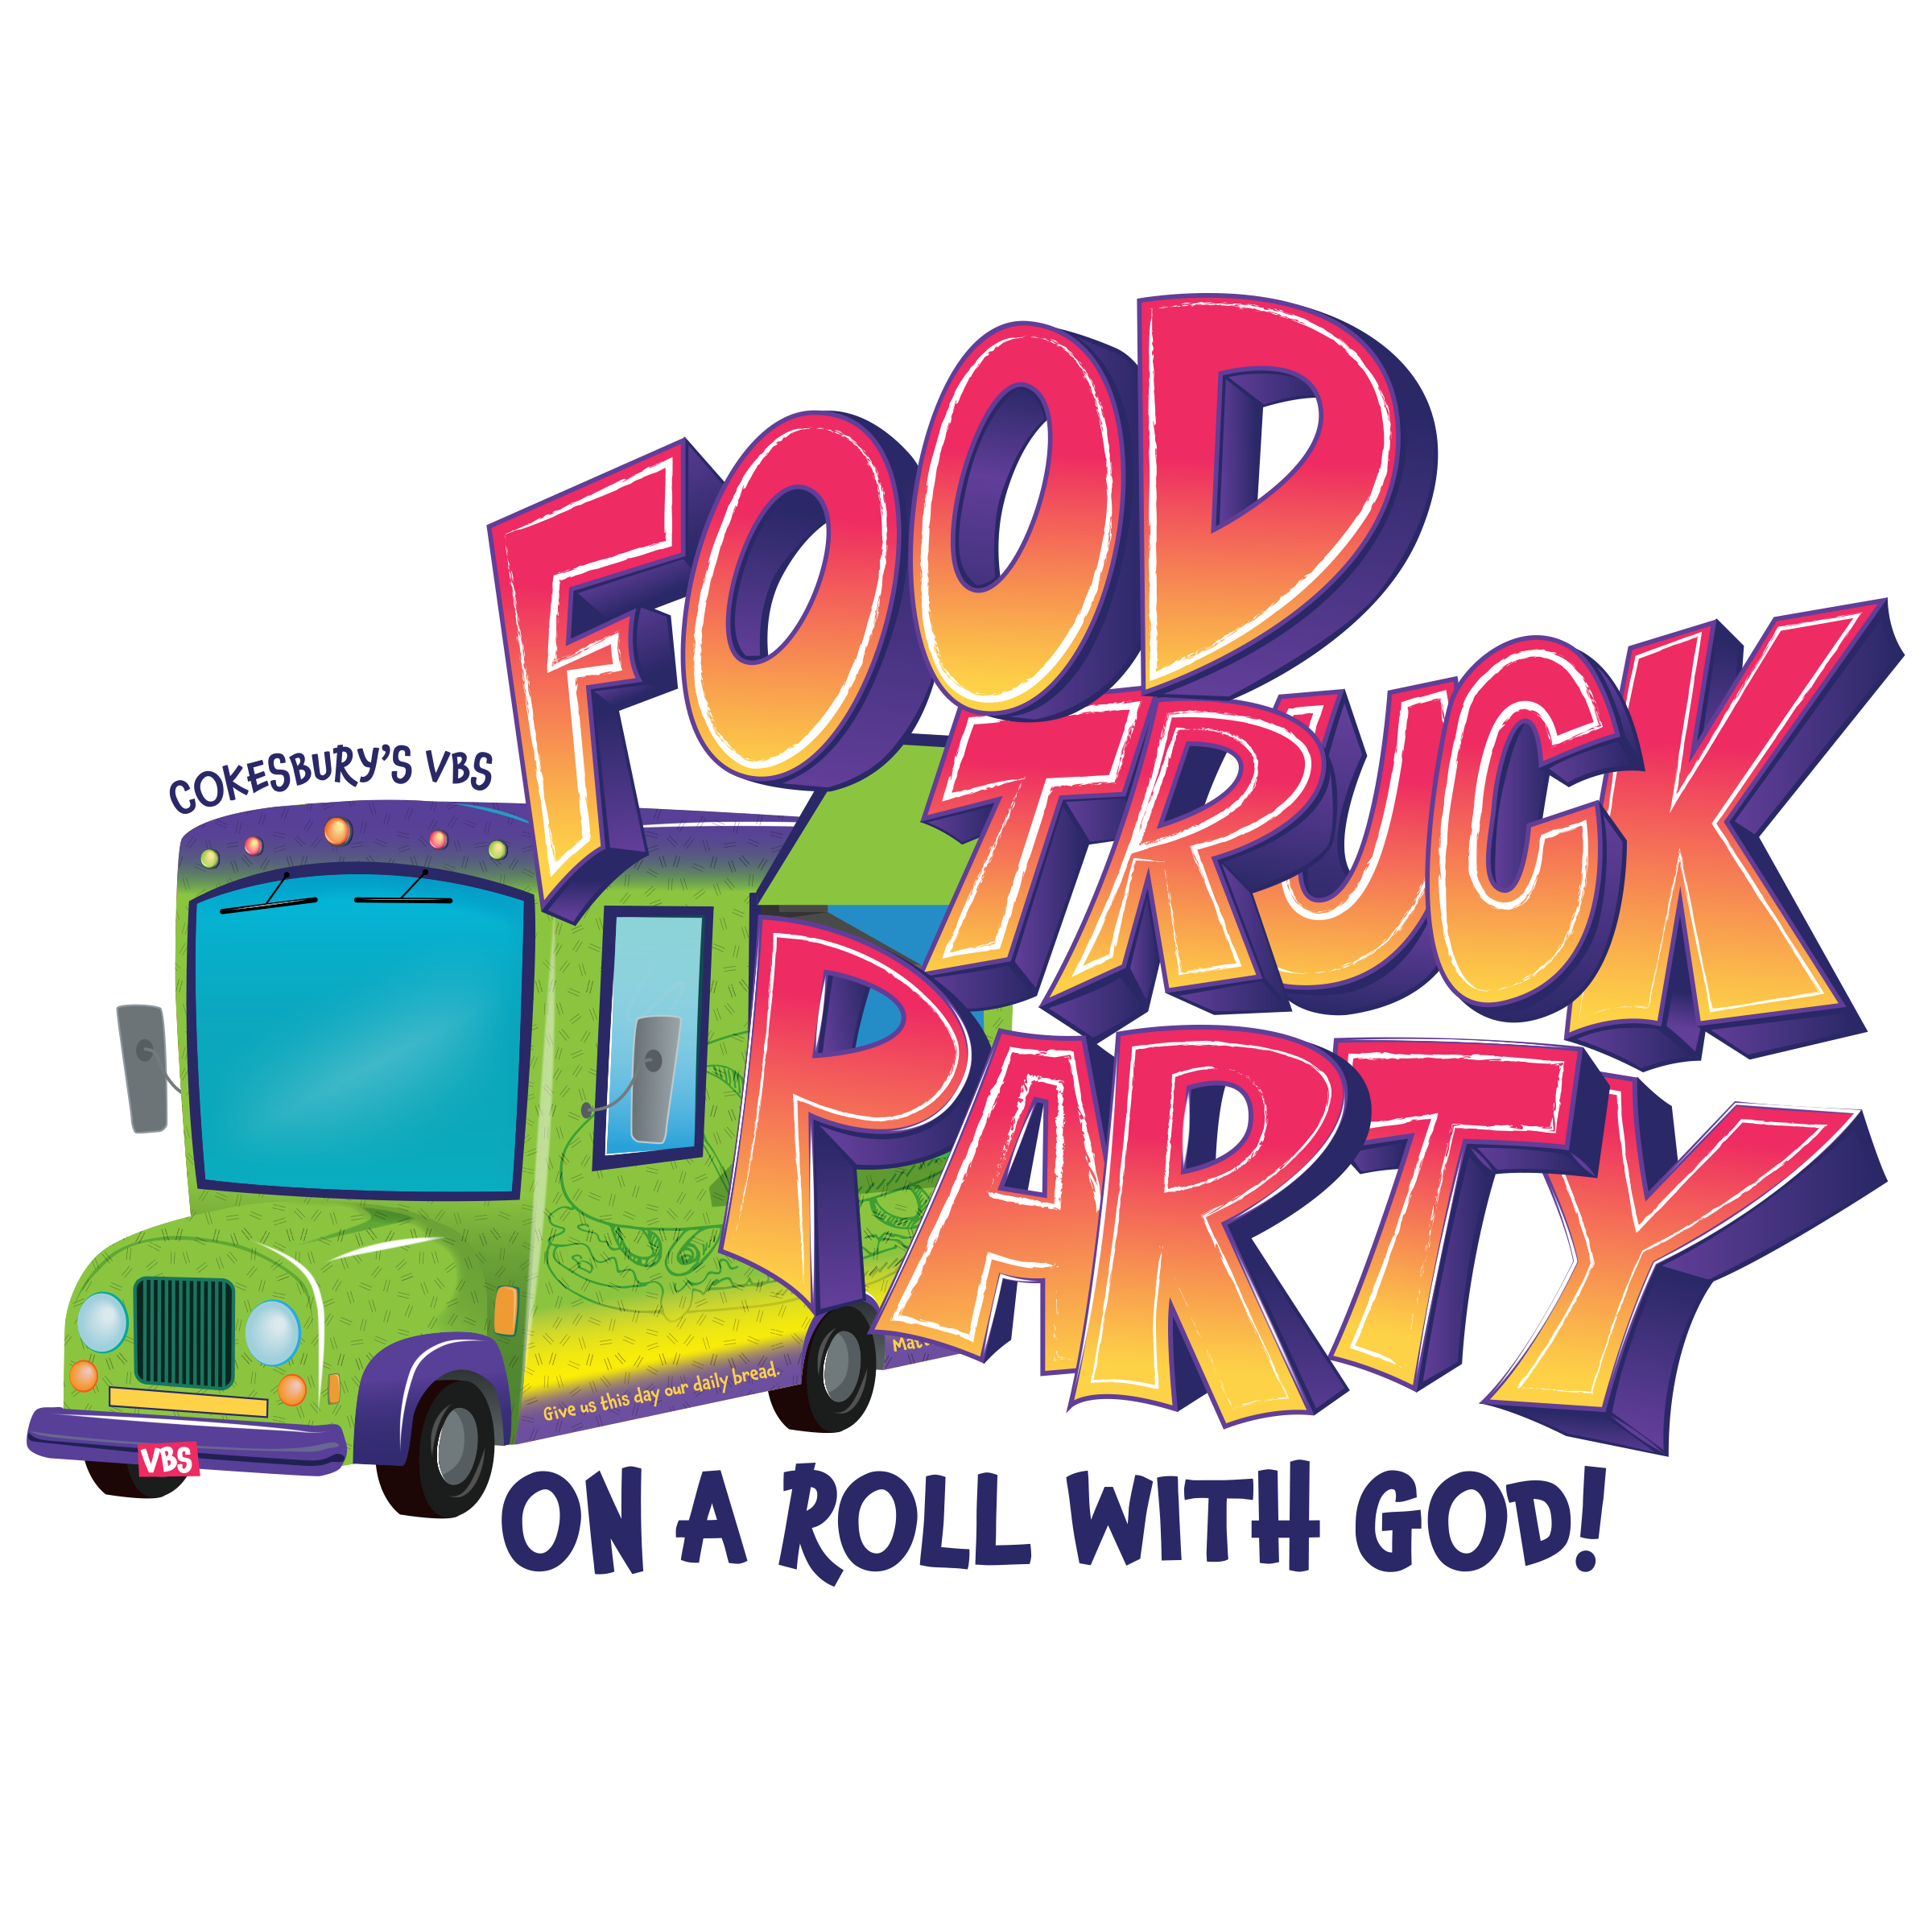 COKESBURY'S VBS
FOOD
TRUCK
PARTY
Give us this day our daily bread.
VBS
ON A ROLL WITH GOD!